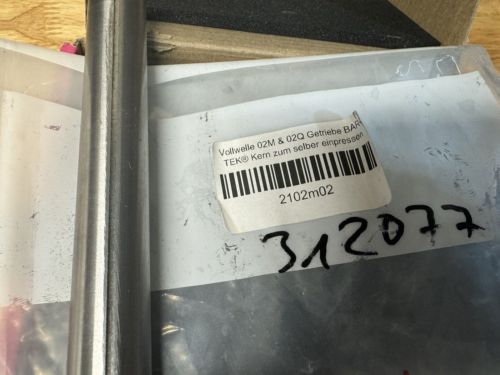 Vollwelle 02M & 02Q Getriebe BAR-
TEK® Kern zum selber einpressen
2102m02
312077